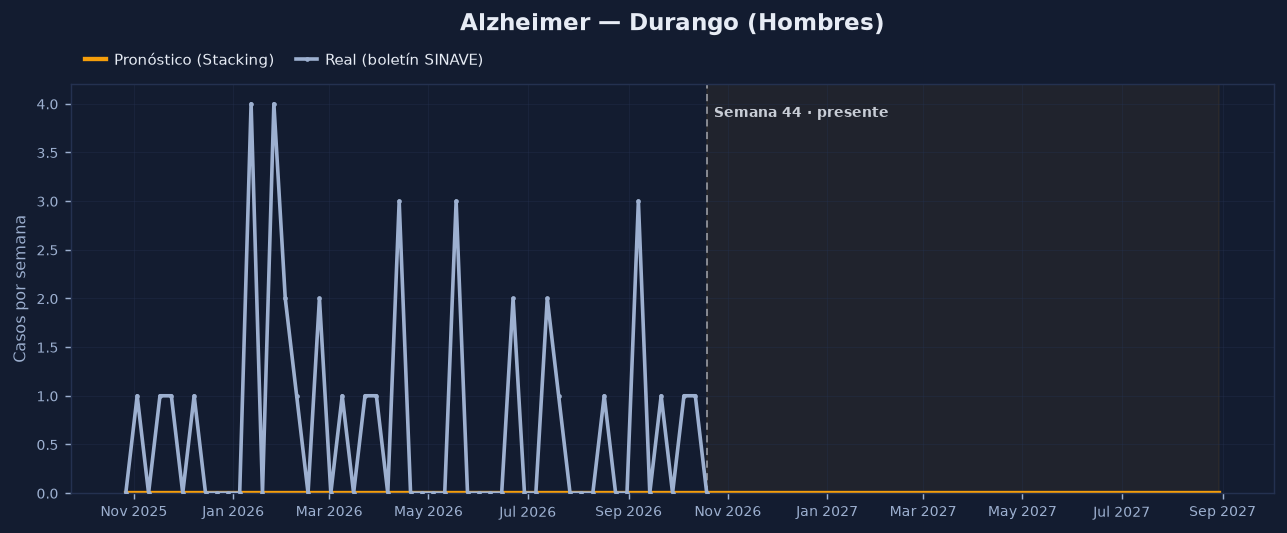 Alzheimer — Durango (Hombres)
Pronóstico (Stacking)
Real (boletín SINAVE)
Semana 44 · presente
Casos por semana
4.0
3.5
3.0
2.5
2.0
1.5
1.0
0.5
0.0
Nov 2025
Jan 2026
Mar 2026
May 2026
Jul 2026
Sep 2026
Nov 2026
Jan 2027
Mar 2027
May 2027
Jul 2027
Sep 2027